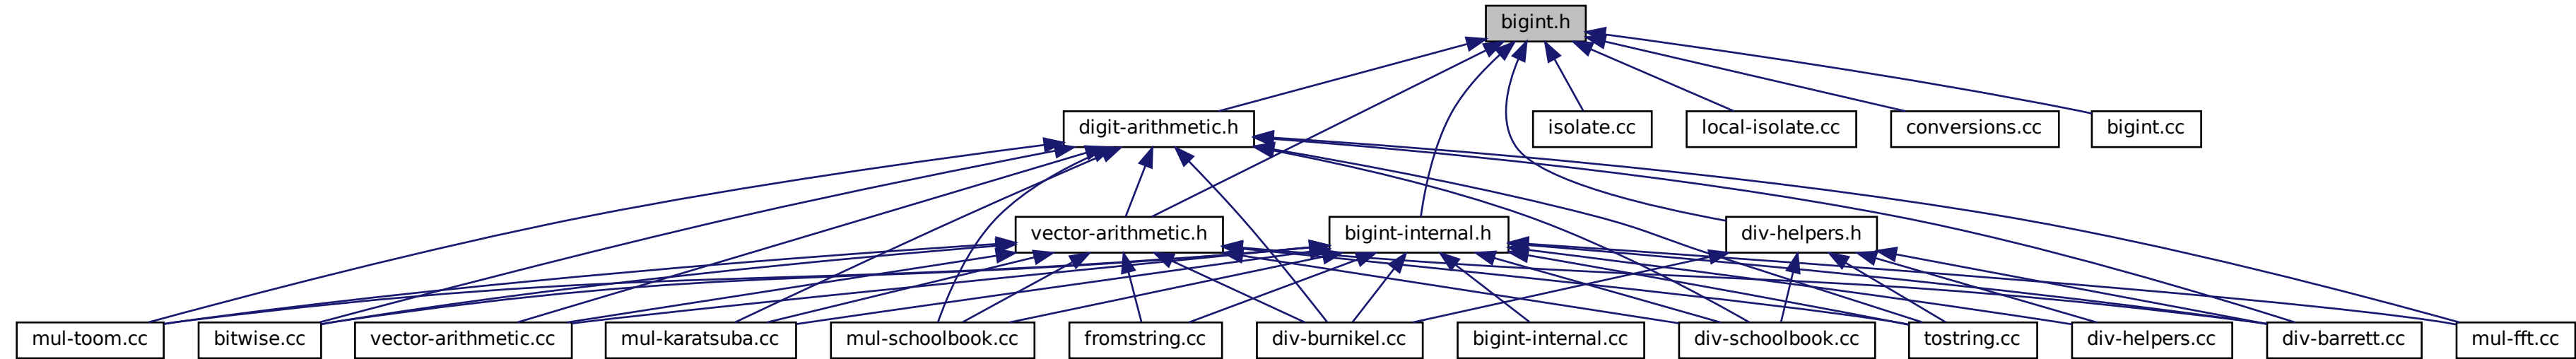 bigint.h
digit-arithmetic.h
isolate.cc
local-isolate.cc
conversions.cc
bigint.cc
vector-arithmetic.h
bigint-internal.h
div-helpers.h
mul-toom.cc
bitwise.cc
vector-arithmetic.cc
mul-karatsuba.cc
mul-schoolbook.cc
fromstring.cc
div-burnikel.cc
bigint-internal.cc
div-schoolbook.cc
tostring.cc
div-helpers.cc
div-barrett.cc
mul-fft.cc